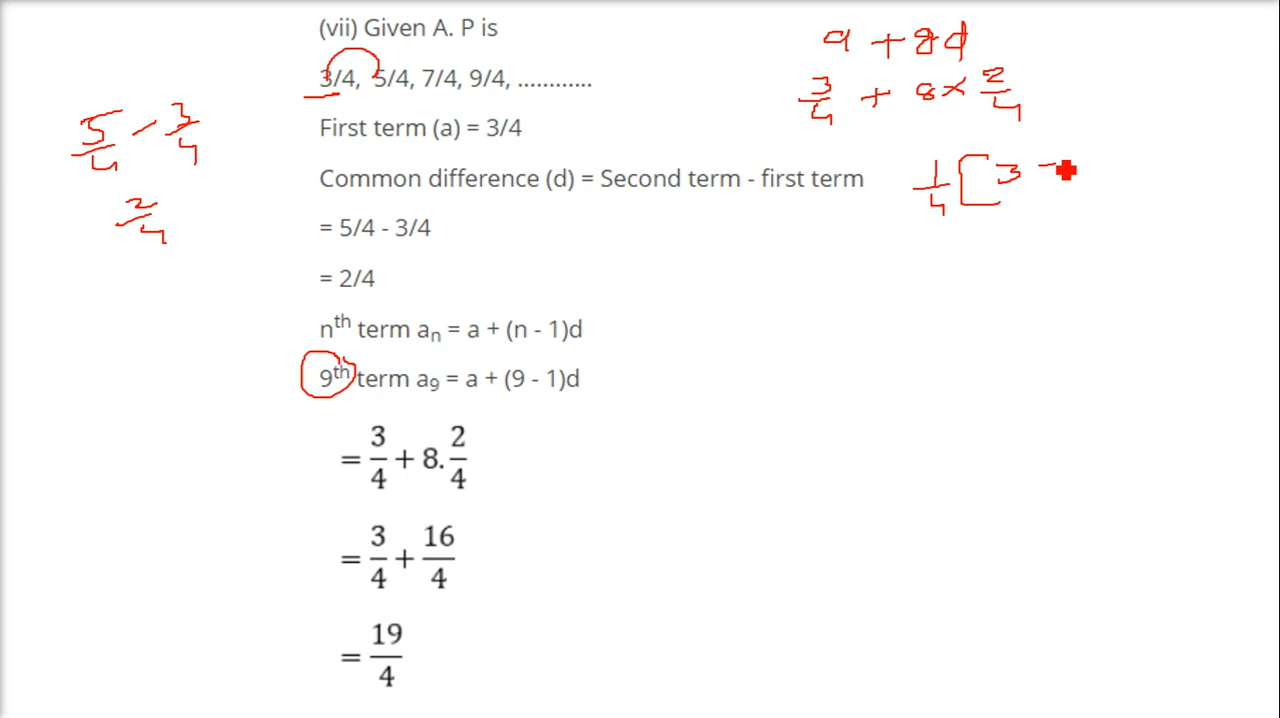 (vii) Given A. P is
3/4, 5/4, 7/4, 9/4, ............
First term (a) = 3/4
Common difference (d) = Second term - first term
= 5/4 - 3/4
= 2/4
nth term an = a + (n - 1)d
9th term a9 = a + (9 - 1)d
= 3/4 + 8. 2/4
= 3/4 + 16/4
= 19/4
5/4 - 3/4
2/4
a + 8d
3/4 + 8 × 2/4
1/4 [ 3